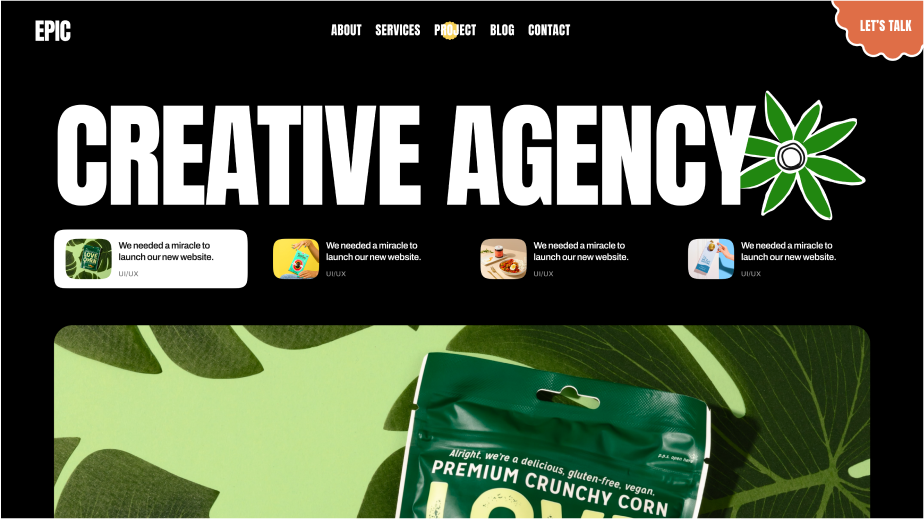 EPIC
ABOUT SERVICES PROJECT BLOG CONTACT
LET'S TALK
CREATIVE AGENCY
We needed a miracle to
launch our new website.
UI/UX
We needed a miracle to
launch our new website.
UI/UX
We needed a miracle to
launch our new website.
UI/UX
We needed a miracle to
launch our new website.
UI/UX
p.p.s. open here
Alright, we're a delicious, gluten-free, vegan,
PREMIUM CRUNCHY CORN